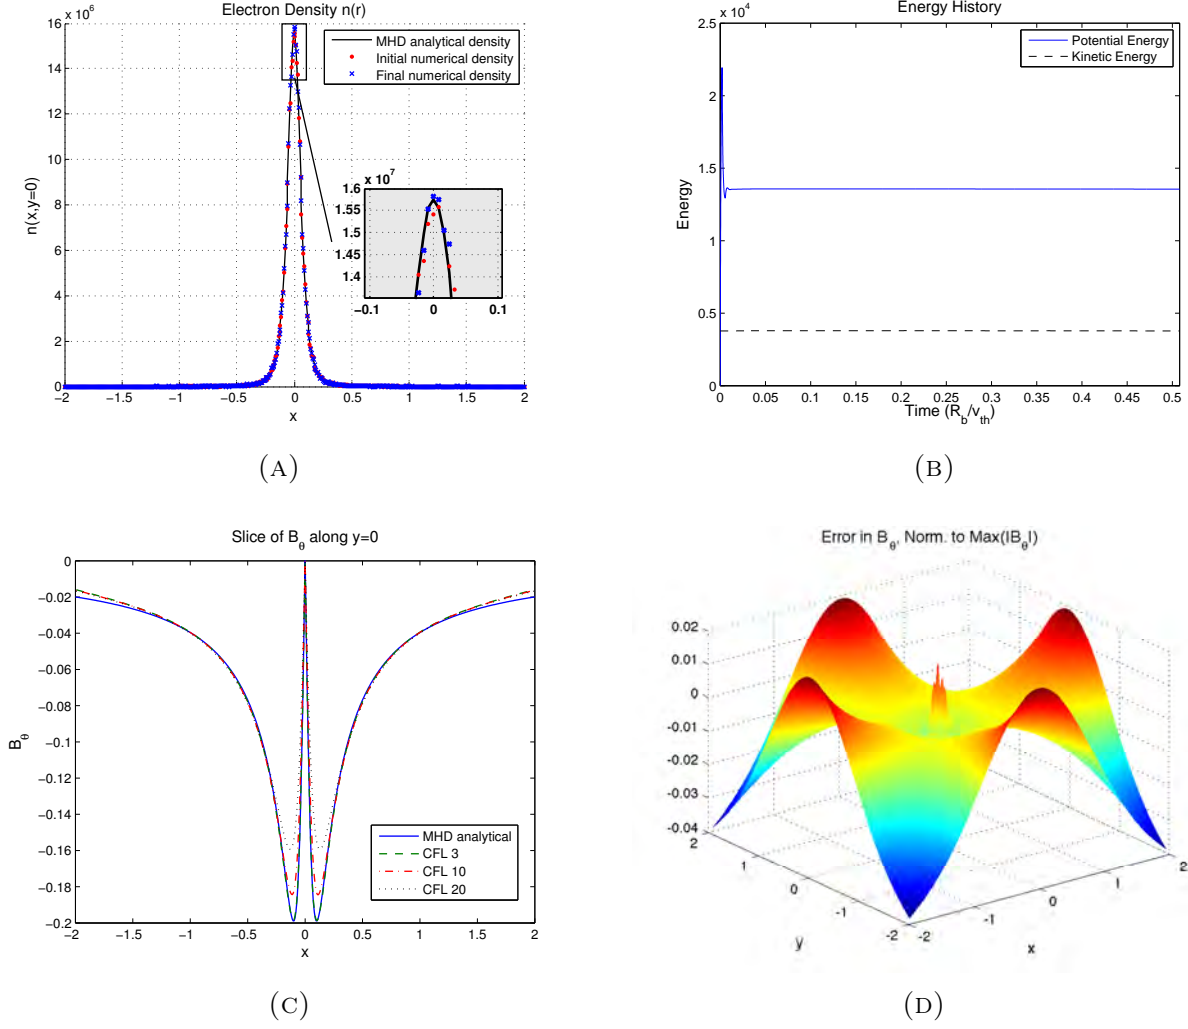 Electron Density n(r)
x 10⁶
16
14
12
10
8
6
4
2
0
n(x,y=0)
MHD analytical density
Initial numerical density
Final numerical density
x 10⁷
1.6
1.55
1.5
1.45
1.4
−0.1 0 0.1
−2 −1.5 −1 −0.5 0 0.5 1 1.5 2
x
(A)
Energy History
x 10⁴
2.5
2
1.5
1
0.5
0
Energy
Potential Energy
Kinetic Energy
0 0.05 0.1 0.15 0.2 0.25 0.3 0.35 0.4 0.45 0.5
Time (R_b/v_th)
(B)
Slice of B_θ along y=0
0
−0.02
−0.04
−0.06
−0.08
−0.1
−0.12
−0.14
−0.16
−0.18
−0.2
B_θ
MHD analytical
CFL 3
CFL 10
CFL 20
−2 −1.5 −1 −0.5 0 0.5 1 1.5 2
x
(C)
Error in B_θ, Norm. to Max(|B_θ|)
0.02
0.01
0
-0.01
-0.02
-0.03
-0.04
2
1
0
-1
-2
y
-2
-1
0
1
2
x
(D)